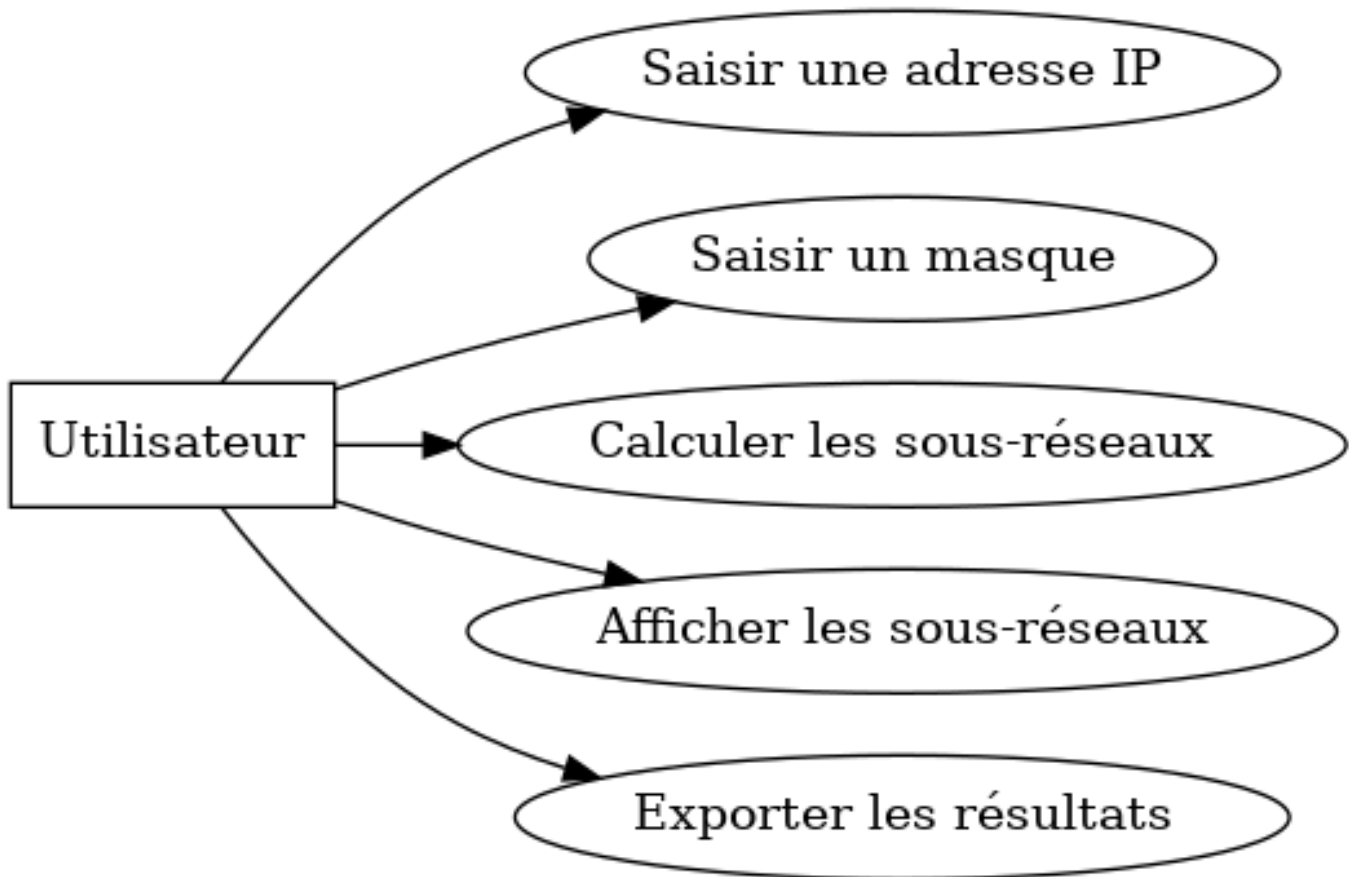 Saisir une adresse IP
Saisir un masque
Utilisateur
Calculer les sous-réseaux
Afficher les sous-réseaux
Exporter les résultats